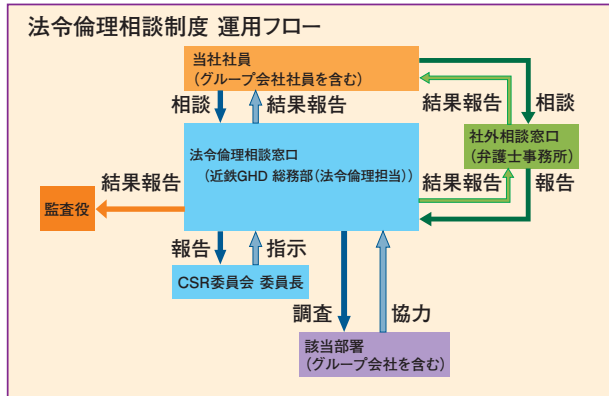 法令倫理相談制度 運用フロー
当社社員
(グループ会社社員を含む)
相談
結果報告
結果報告
相談
社外相談窓口
(弁護士事務所)
法令倫理相談窓口
(近鉄GHD 総務部(法令倫理担当))
結果報告
監査役
結果報告
報告
報告
指示
CSR委員会 委員長
調査
協力
該当部署
(グループ会社を含む)